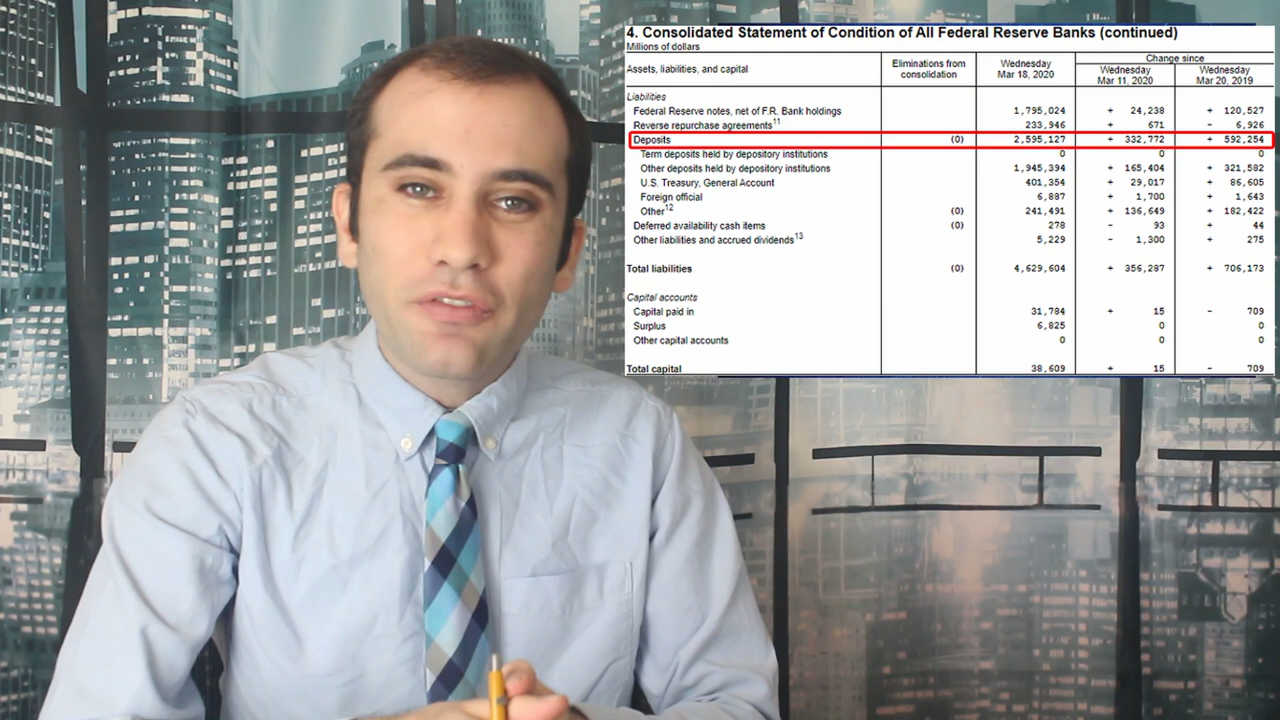 4. Consolidated Statement of Condition of All Federal Reserve Banks (continued)
Millions of dollars
Assets, liabilities, and capital Eliminations from consolidation Wednesday Mar 18, 2020 Change since
Wednesday Mar 11, 2020 Wednesday Mar 20, 2019
Liabilities
Federal Reserve notes, net of F.R. Bank holdings 1,795,024 + 24,238 + 120,527
Reverse repurchase agreements11 233,946 + 671 - 6,926
Deposits (0) 2,595,127 + 332,772 + 592,254
Term deposits held by depository institutions 0 0 0
Other deposits held by depository institutions 1,945,394 + 165,404 + 321,582
U.S. Treasury, General Account 401,354 + 29,017 + 86,605
Foreign official 6,887 + 1,700 + 1,643
Other12 (0) 241,491 + 136,649 + 182,422
Deferred availability cash items (0) 278 - 93 + 44
Other liabilities and accrued dividends13 5,229 - 1,300 + 275
Total liabilities (0) 4,629,604 + 356,287 + 706,173
Capital accounts
Capital paid in 31,784 + 15 - 709
Surplus 6,825 0 0
Other capital accounts 0 0 0
Total capital 38,609 + 15 - 709